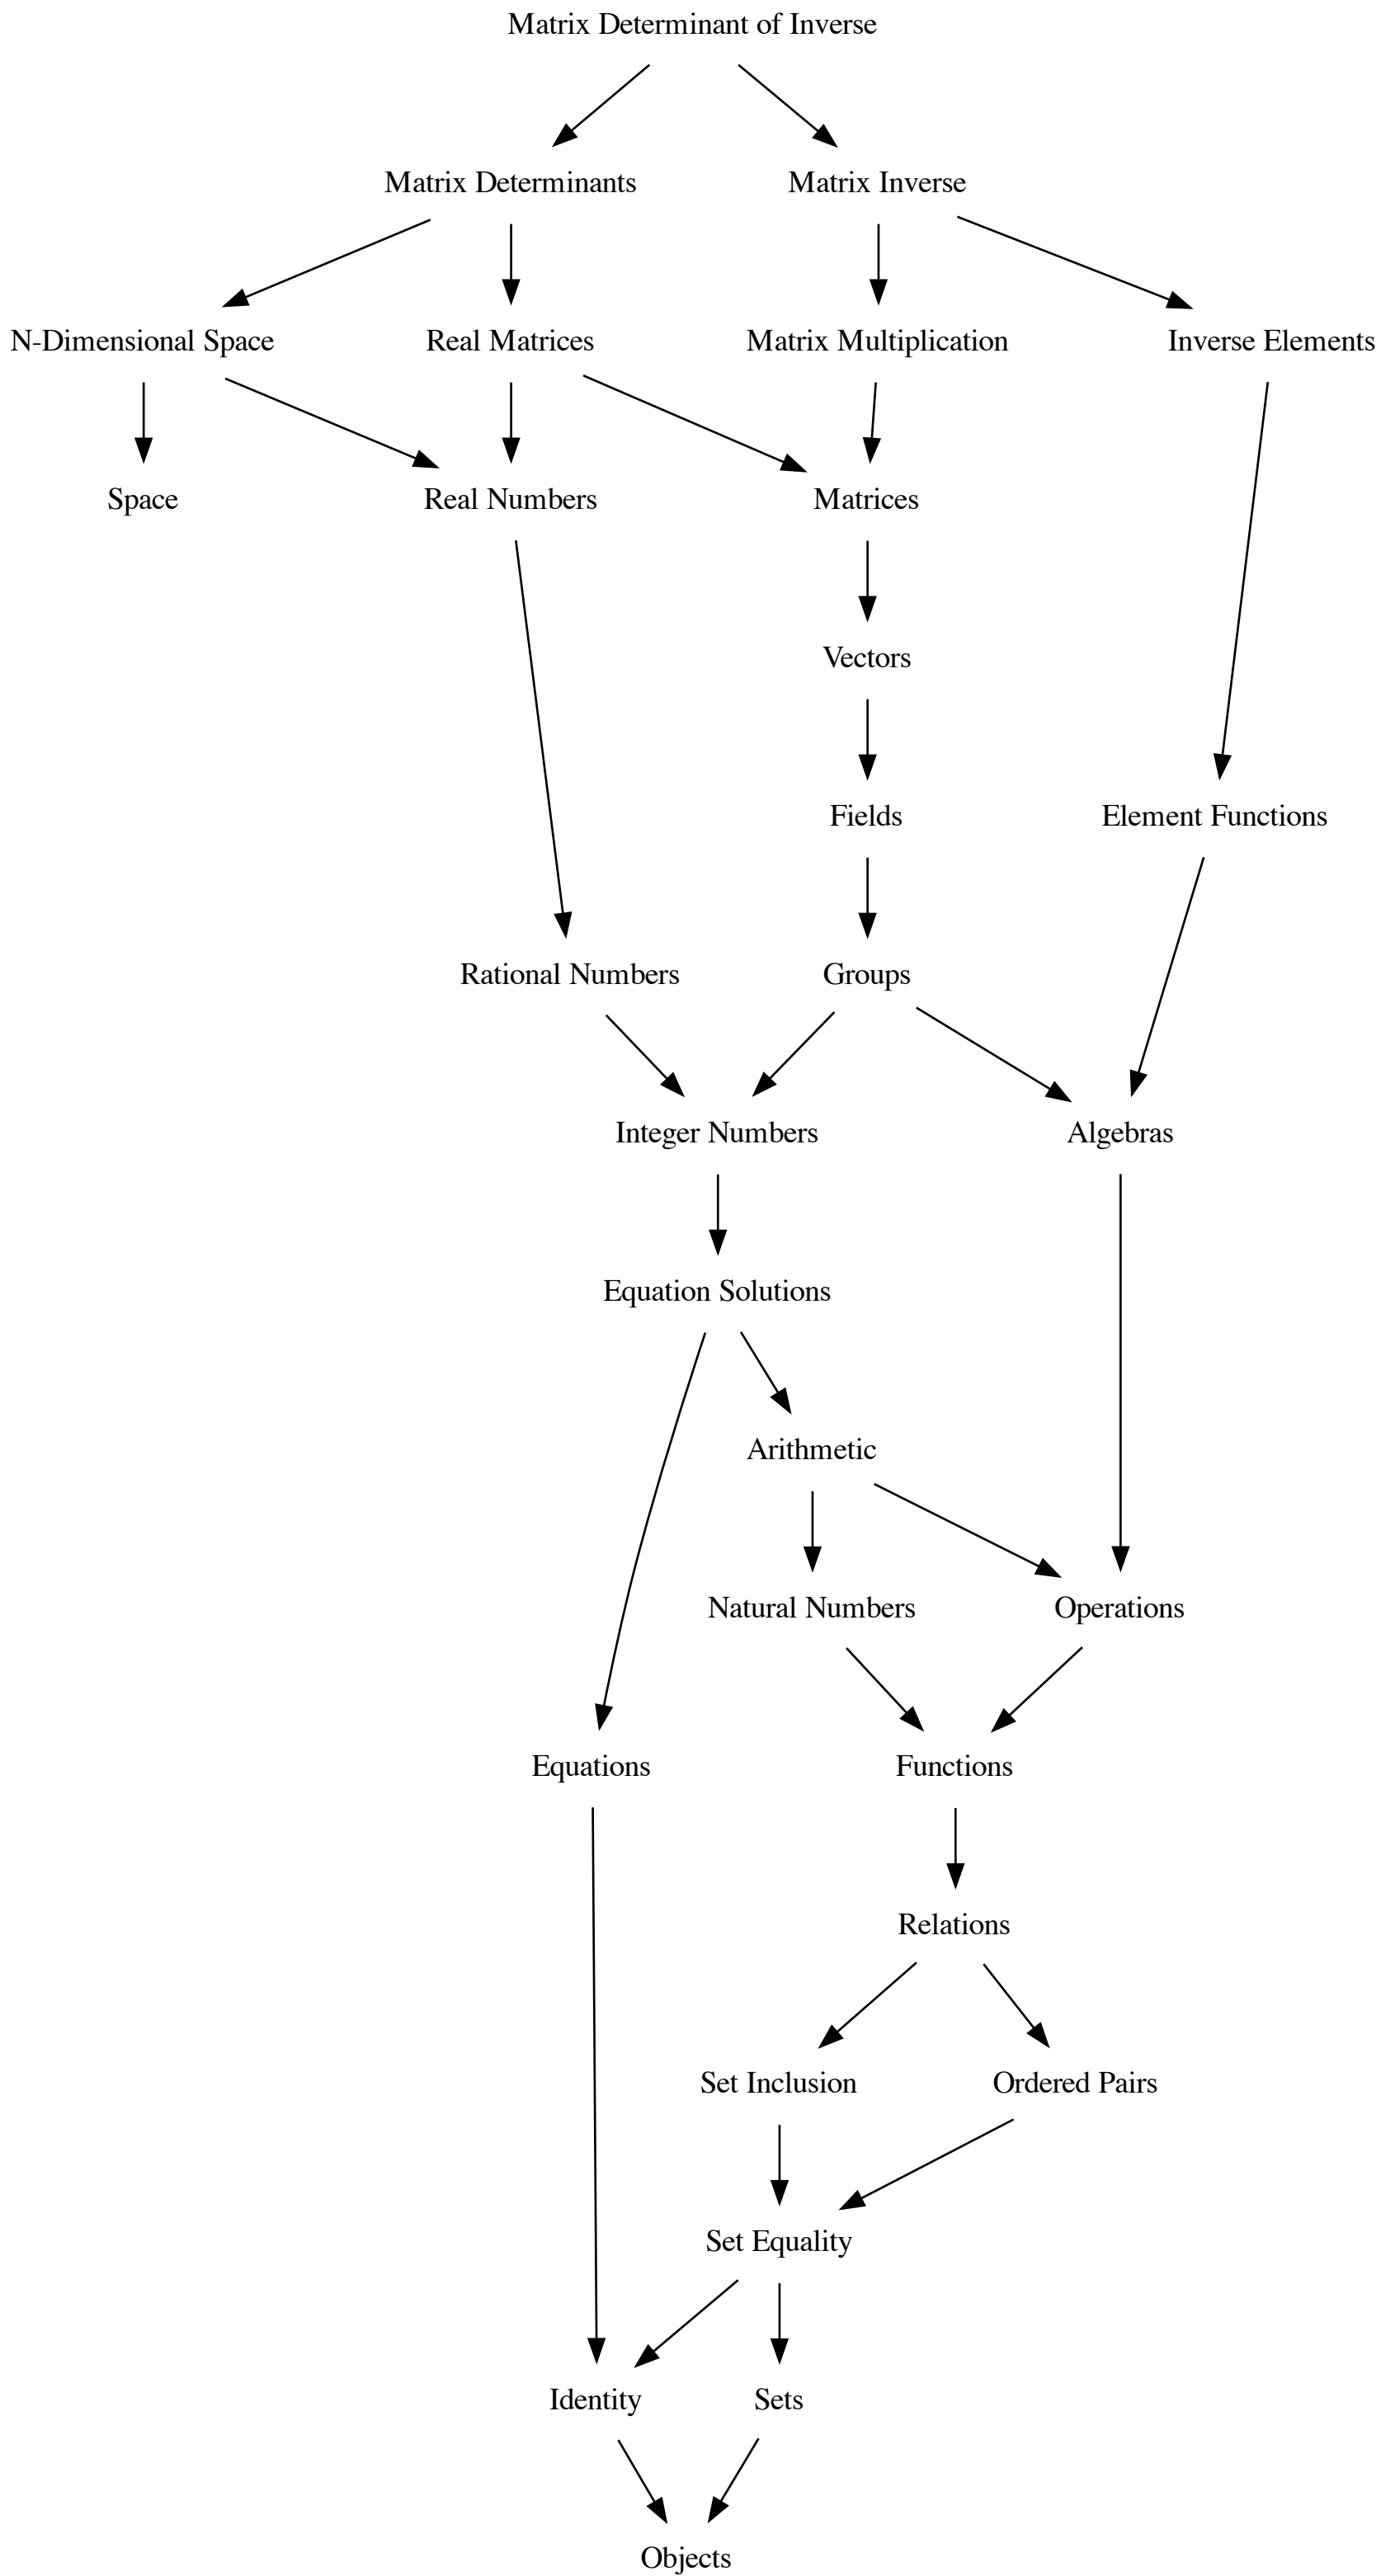 Matrix Determinant of Inverse
Matrix Determinants
Matrix Inverse
N-Dimensional Space
Real Matrices
Matrix Multiplication
Inverse Elements
Space
Real Numbers
Matrices
Vectors
Fields
Element Functions
Rational Numbers
Groups
Integer Numbers
Algebras
Equation Solutions
Arithmetic
Natural Numbers
Operations
Equations
Functions
Relations
Set Inclusion
Ordered Pairs
Set Equality
Identity
Sets
Objects